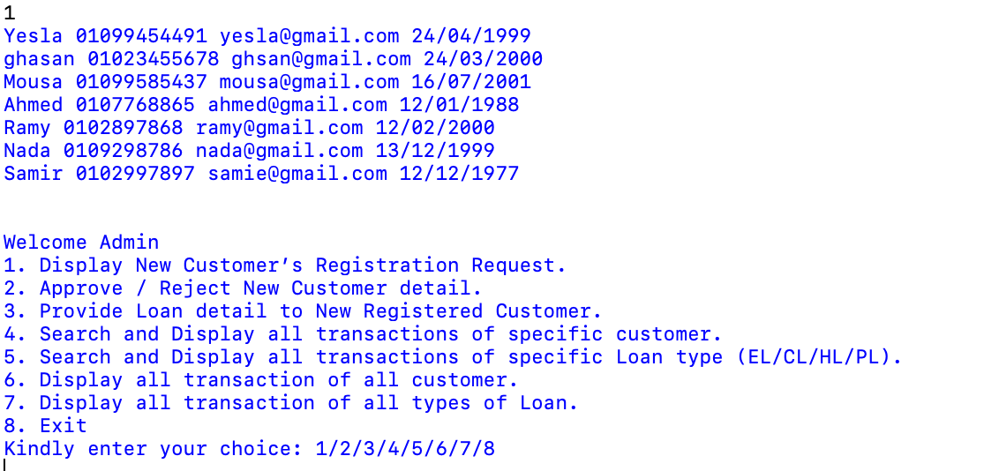 1
Yesla 01099454491 yesla@gmail.com 24/04/1999
ghasan 01023455678 ghsan@gmail.com 24/03/2000
Mousa 01099585437 mousa@gmail.com 16/07/2001
Ahmed 0107768865 ahmed@gmail.com 12/01/1988
Ramy 0102897868 ramy@gmail.com 12/02/2000
Nada 0109298786 nada@gmail.com 13/12/1999
Samir 0102997897 samie@gmail.com 12/12/1977
Welcome Admin
1. Display New Customer’s Registration Request.
2. Approve / Reject New Customer detail.
3. Provide Loan detail to New Registered Customer.
4. Search and Display all transactions of specific customer.
5. Search and Display all transactions of specific Loan type (EL/CL/HL/PL).
6. Display all transaction of all customer.
7. Display all transaction of all types of Loan.
8. Exit
Kindly enter your choice: 1/2/3/4/5/6/7/8